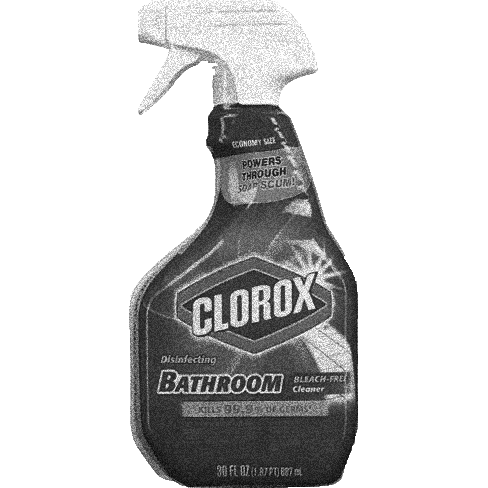 ECONOMY SIZE
POWERS
THROUGH
SOAP SCUM!
CLOROX
Disinfecting
BATHROOM
BLEACH-FREE
Cleaner
KILLS 99.9% OF GERMS*
30 FL OZ (1.87 PT) 887 mL